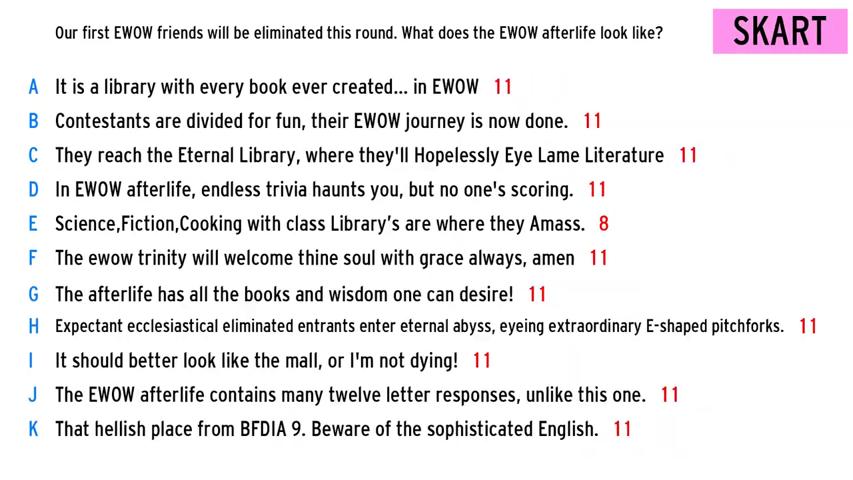 Our first EWOW friends will be eliminated this round. What does the EWOW afterlife look like?
SKART
A It is a library with every book ever created... in EWOW 11
B Contestants are divided for fun, their EWOW journey is now done. 11
C They reach the Eternal Library, where they'll Hopelessly Eye Lame Literature 11
D In EWOW afterlife, endless trivia haunts you, but no one's scoring. 11
E Science,Fiction,Cooking with class Library’s are where they Amass. 8
F The ewow trinity will welcome thine soul with grace always, amen 11
G The afterlife has all the books and wisdom one can desire! 11
H Expectant ecclesiastical eliminated entrants enter eternal abyss, eyeing extraordinary E-shaped pitchforks. 11
I It should better look like the mall, or I'm not dying! 11
J The EWOW afterlife contains many twelve letter responses, unlike this one. 11
K That hellish place from BFDIA 9. Beware of the sophisticated English. 11